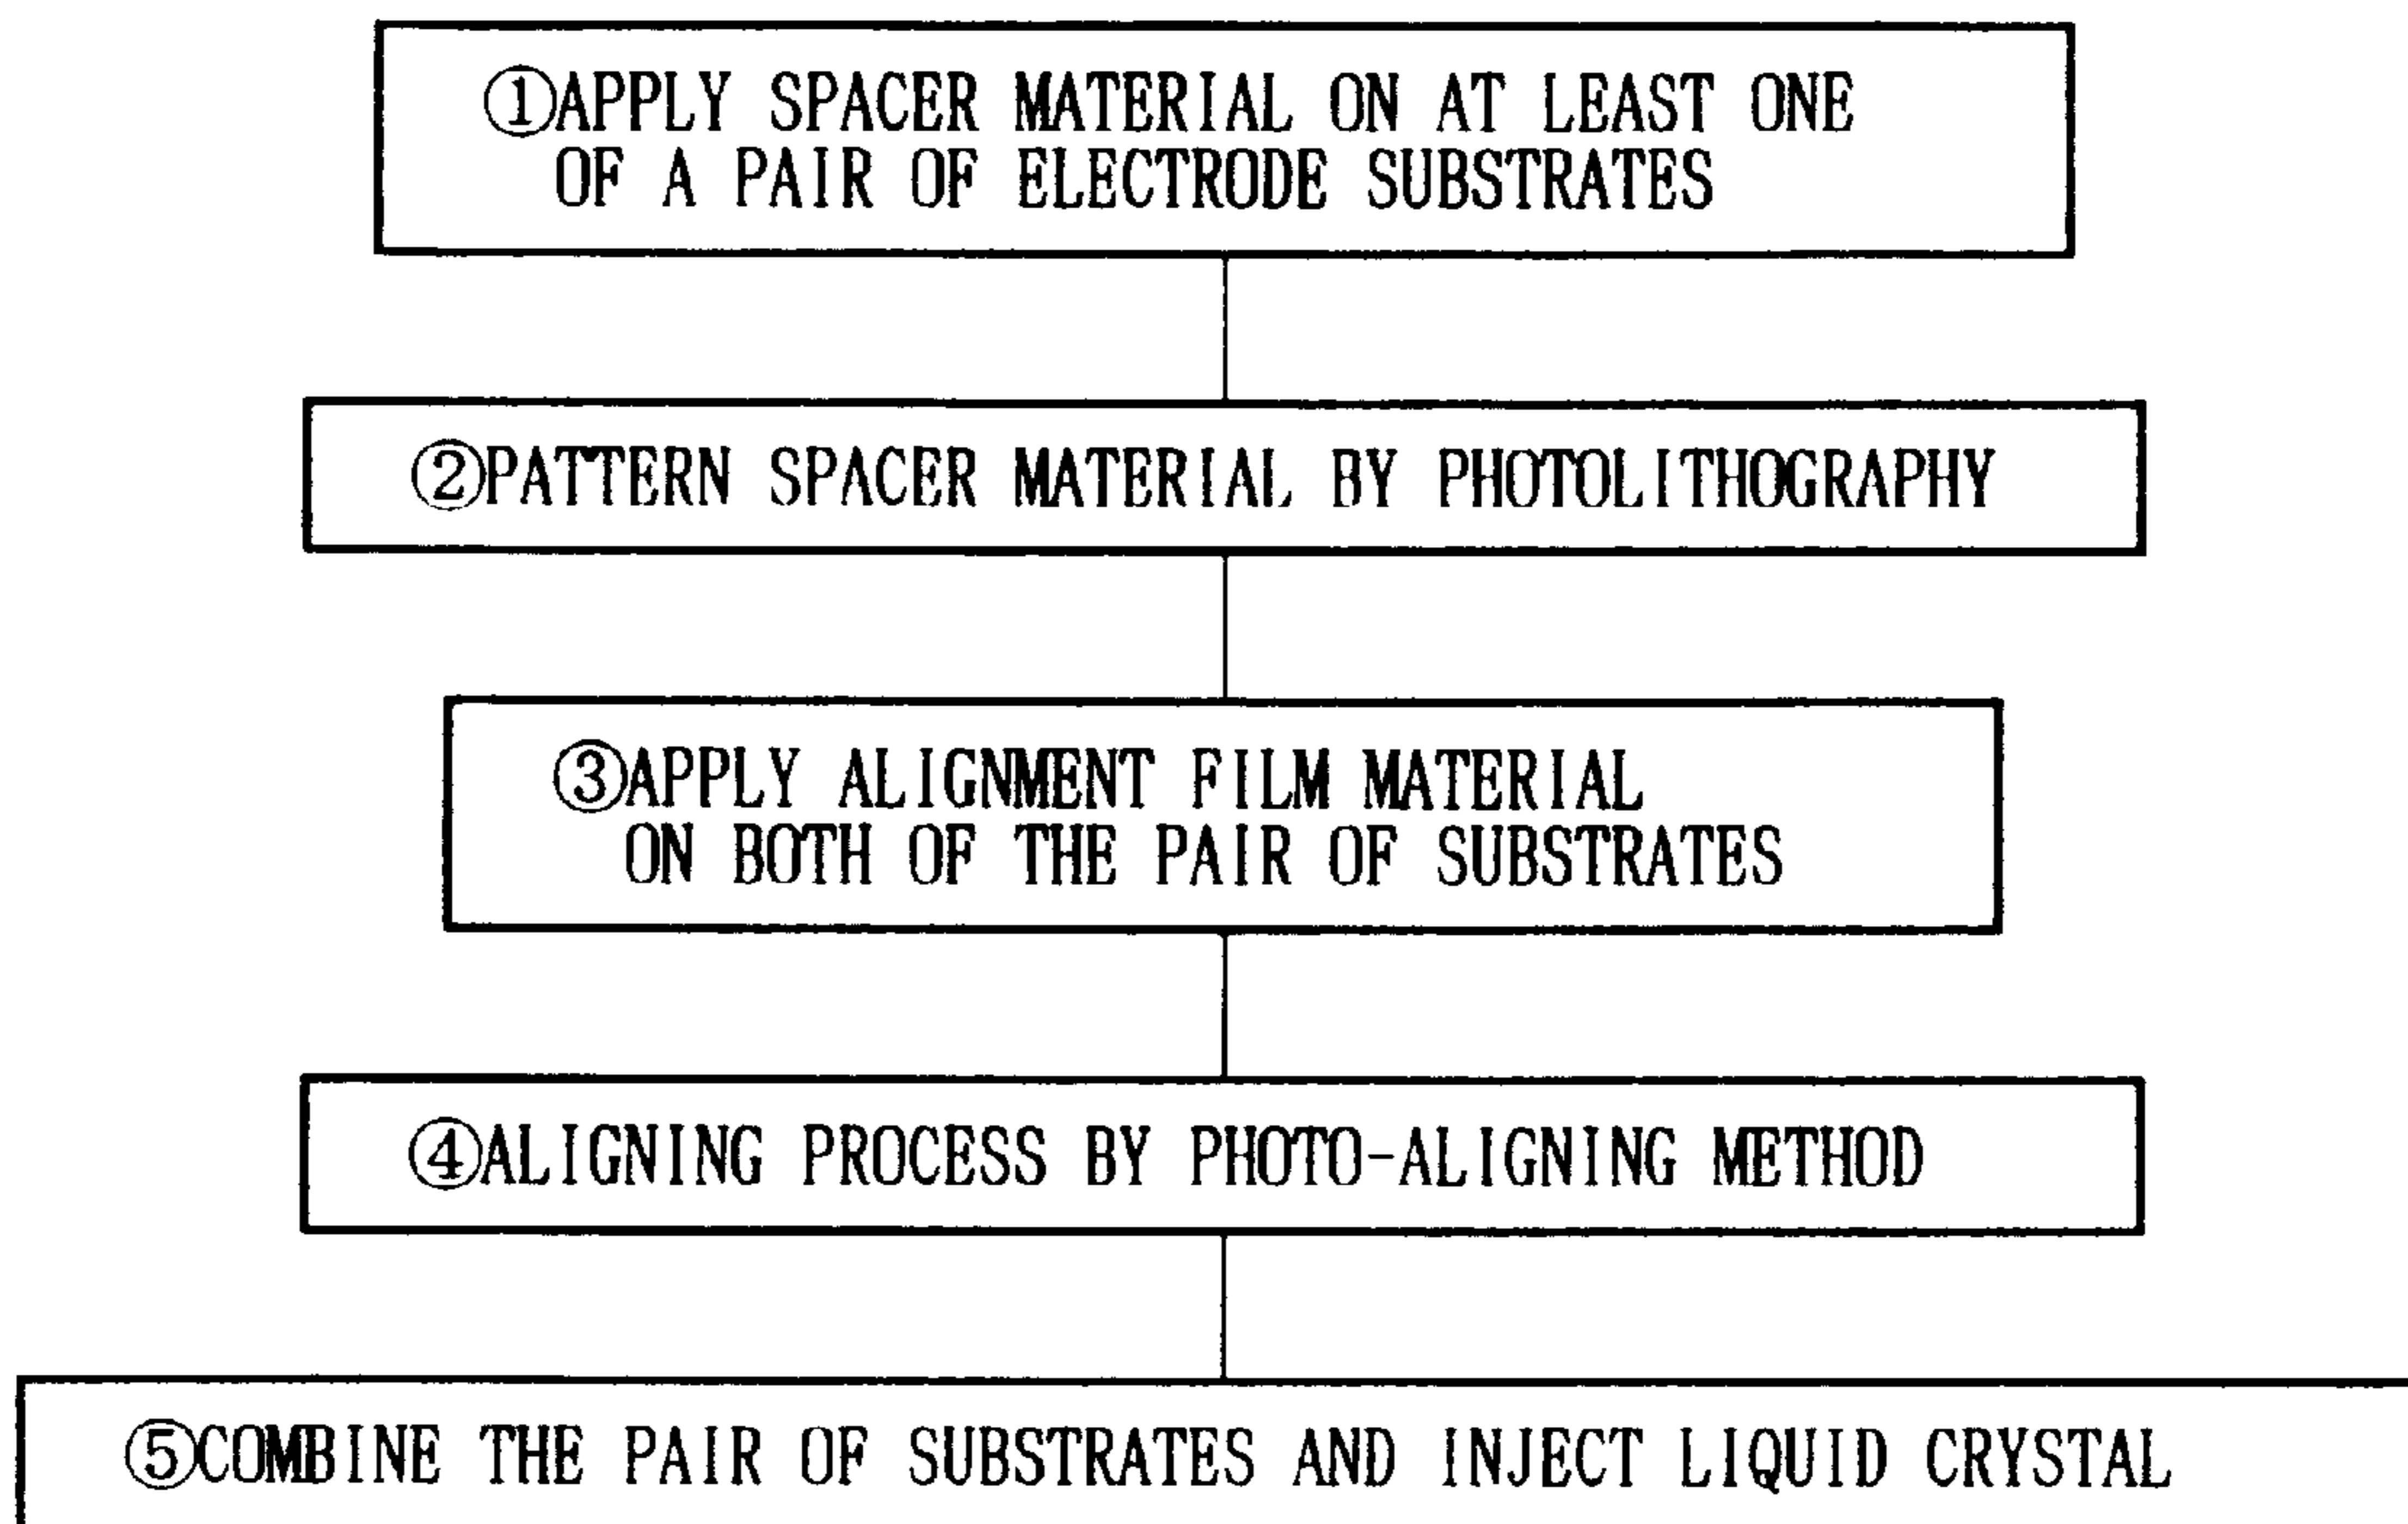 ①APPLY SPACER MATERIAL ON AT LEAST ONE
OF A PAIR OF ELECTRODE SUBSTRATES
②PATTERN SPACER MATERIAL BY PHOTOLITHOGRAPHY
③APPLY ALIGNMENT FILM MATERIAL
ON BOTH OF THE PAIR OF SUBSTRATES
④ALIGNING PROCESS BY PHOTO-ALIGNING METHOD
⑤COMBINE THE PAIR OF SUBSTRATES AND INJECT LIQUID CRYSTAL